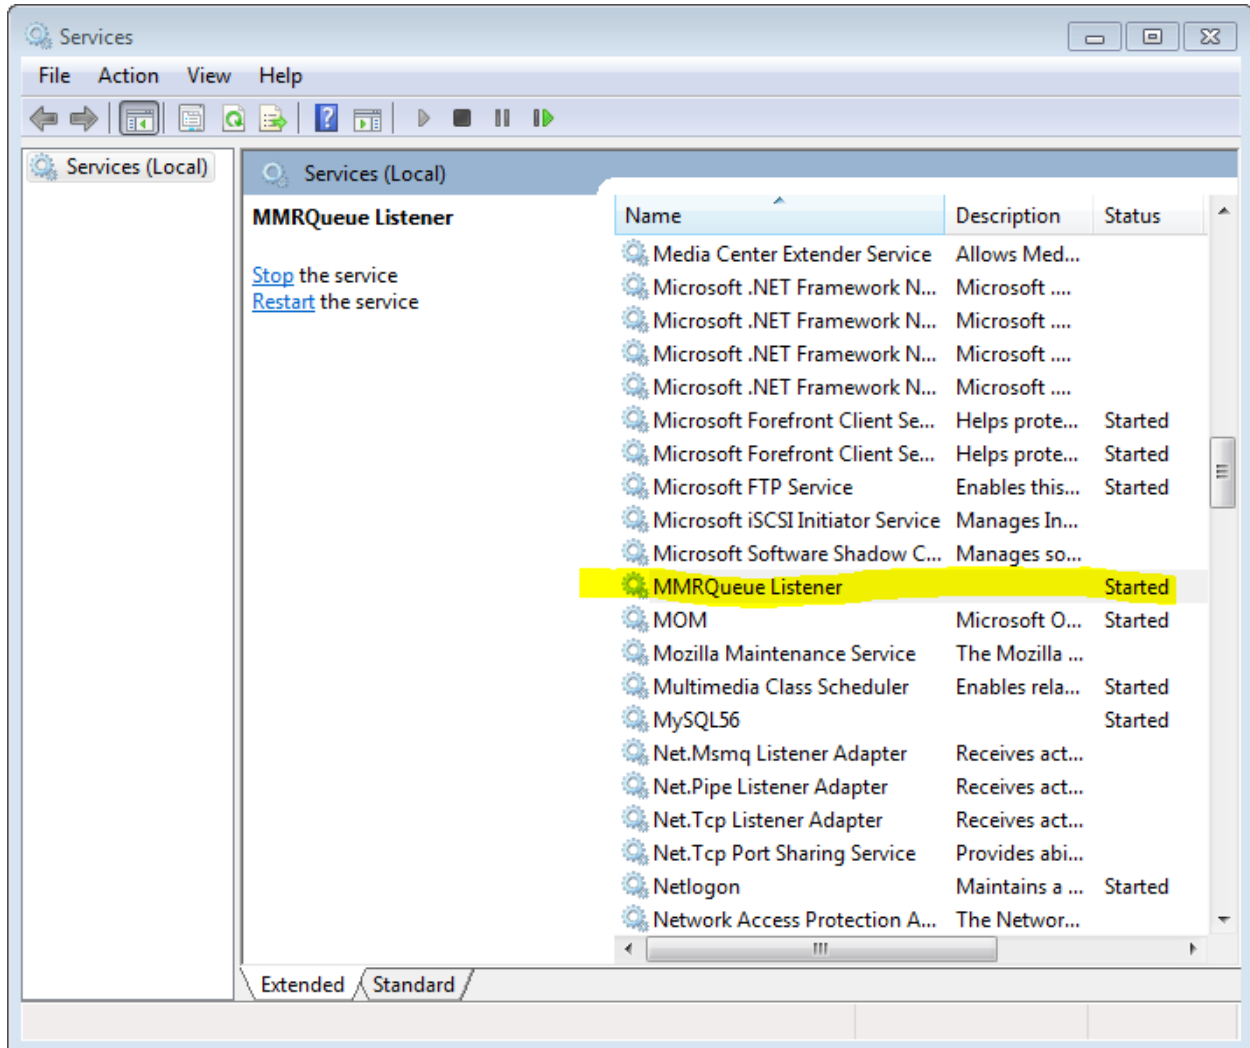 Services
File Action View Help
Services (Local)
Services (Local)
MMRQueue Listener
Stop the service
Restart the service
Name Description Status
Media Center Extender Service Allows Med...
Microsoft .NET Framework N... Microsoft ....
Microsoft .NET Framework N... Microsoft ....
Microsoft .NET Framework N... Microsoft ....
Microsoft .NET Framework N... Microsoft ....
Microsoft Forefront Client Se... Helps prote... Started
Microsoft Forefront Client Se... Helps prote... Started
Microsoft FTP Service Enables this... Started
Microsoft iSCSI Initiator Service Manages In...
Microsoft Software Shadow C... Manages so...
MMRQueue Listener Started
MOM Microsoft O... Started
Mozilla Maintenance Service The Mozilla ...
Multimedia Class Scheduler Enables rela... Started
MySQL56 Started
Net.Msmq Listener Adapter Receives act...
Net.Pipe Listener Adapter Receives act...
Net.Tcp Listener Adapter Receives act...
Net.Tcp Port Sharing Service Provides abi...
Netlogon Maintains a ... Started
Network Access Protection A... The Networ...
Extended Standard